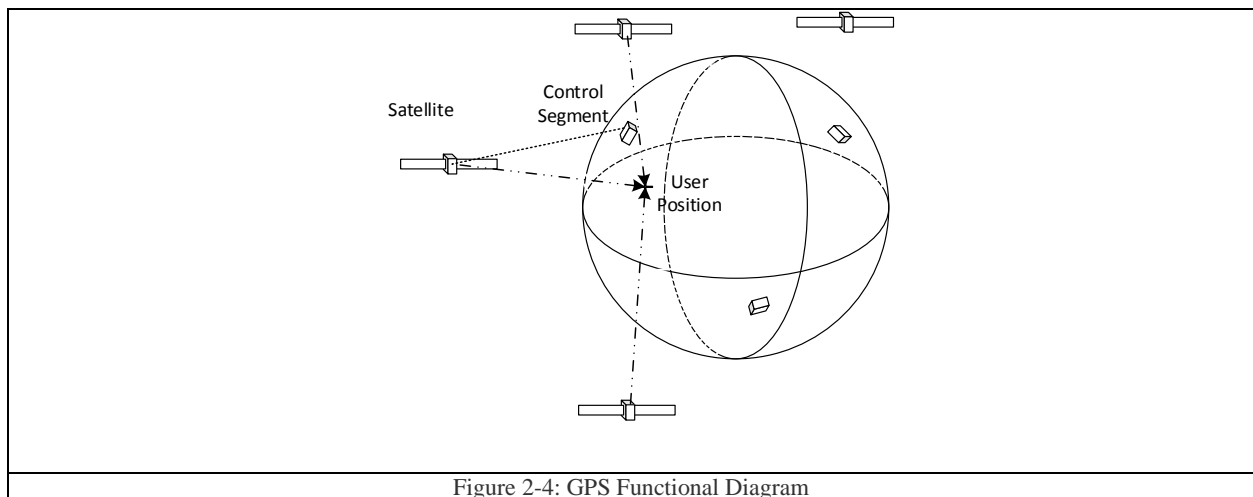 Control
Segment
Satellite
User
Position
Figure 2-4: GPS Functional Diagram